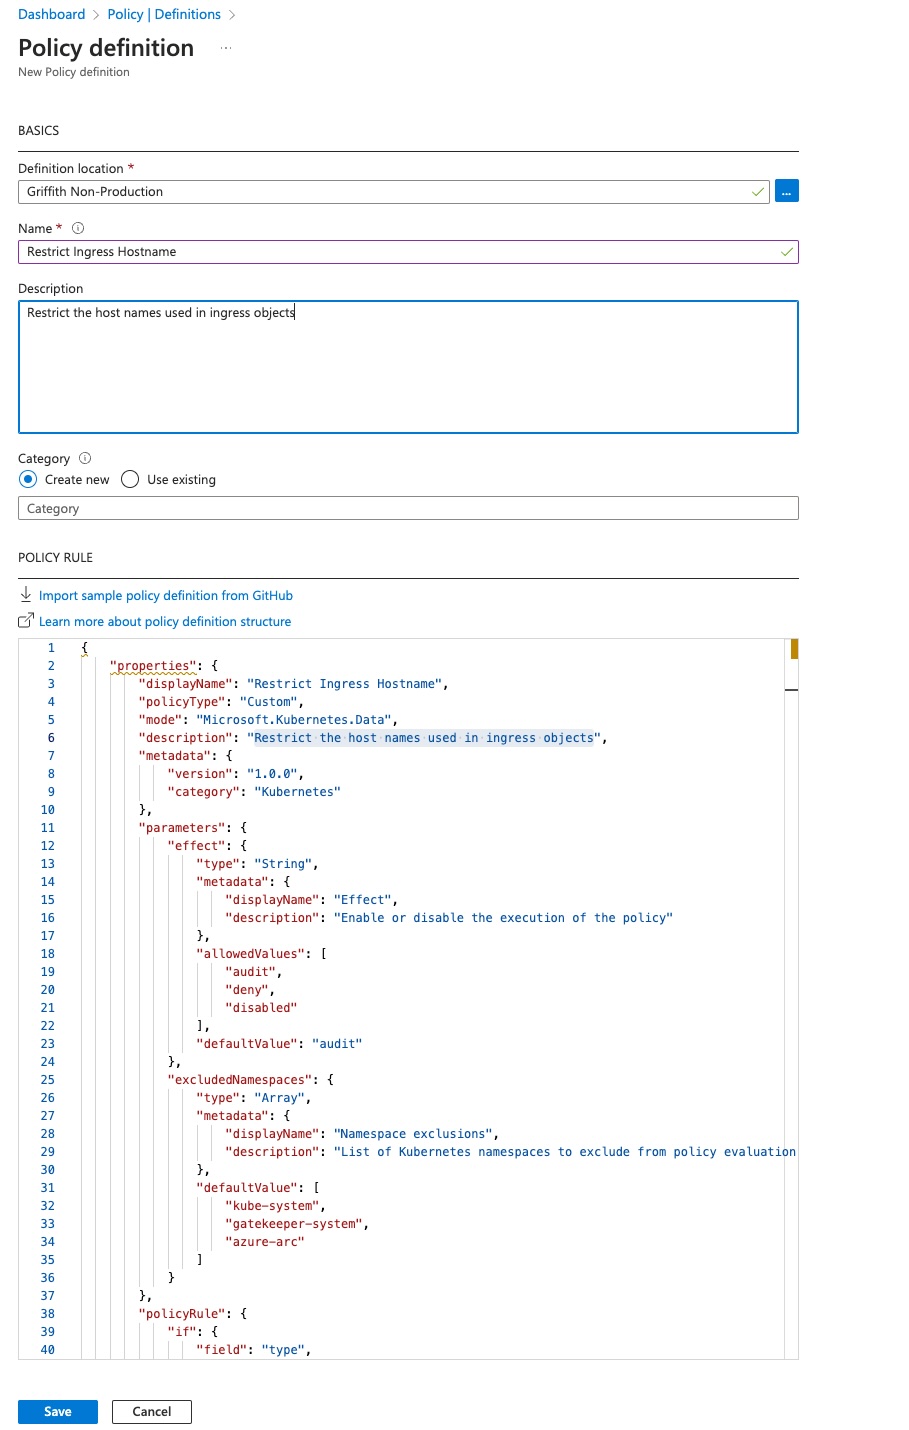 Dashboard > Policy | Definitions >
Policy definition ...
New Policy definition
BASICS
Definition location *
Griffith Non-Production
...
Name *
Restrict Ingress Hostname
Description
Restrict the host names used in ingress objects
Category
Create new Use existing
Category
POLICY RULE
Import sample policy definition from GitHub
Learn more about policy definition structure
1 {
2 "properties": {
3 "displayName": "Restrict Ingress Hostname",
4 "policyType": "Custom",
5 "mode": "Microsoft.Kubernetes.Data",
6 "description": "Restrict the host names used in ingress objects",
7 "metadata": {
8 "version": "1.0.0",
9 "category": "Kubernetes"
10 },
11 "parameters": {
12 "effect": {
13 "type": "String",
14 "metadata": {
15 "displayName": "Effect",
16 "description": "Enable or disable the execution of the policy"
17 },
18 "allowedValues": [
19 "audit",
20 "deny",
21 "disabled"
22 ],
23 "defaultValue": "audit"
24 },
25 "excludedNamespaces": {
26 "type": "Array",
27 "metadata": {
28 "displayName": "Namespace exclusions",
29 "description": "List of Kubernetes namespaces to exclude from policy evaluation
30 },
31 "defaultValue": [
32 "kube-system",
33 "gatekeeper-system",
34 "azure-arc"
35 ]
36 }
37 },
38 "policyRule": {
39 "if": {
40 "field": "type",
Save Cancel